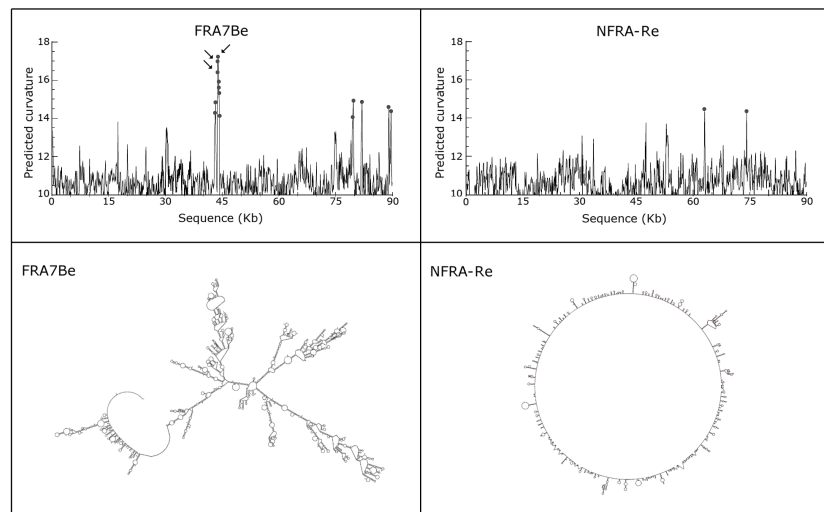 FRA7Be
18
16
14
12
10
Predicted curvature
0 15 30 45 60 75 90
Sequence (Kb)
NFRA-Re
18
16
14
12
10
Predicted curvature
0 15 30 45 60 75 90
Sequence (Kb)
FRA7Be
NFRA-Re